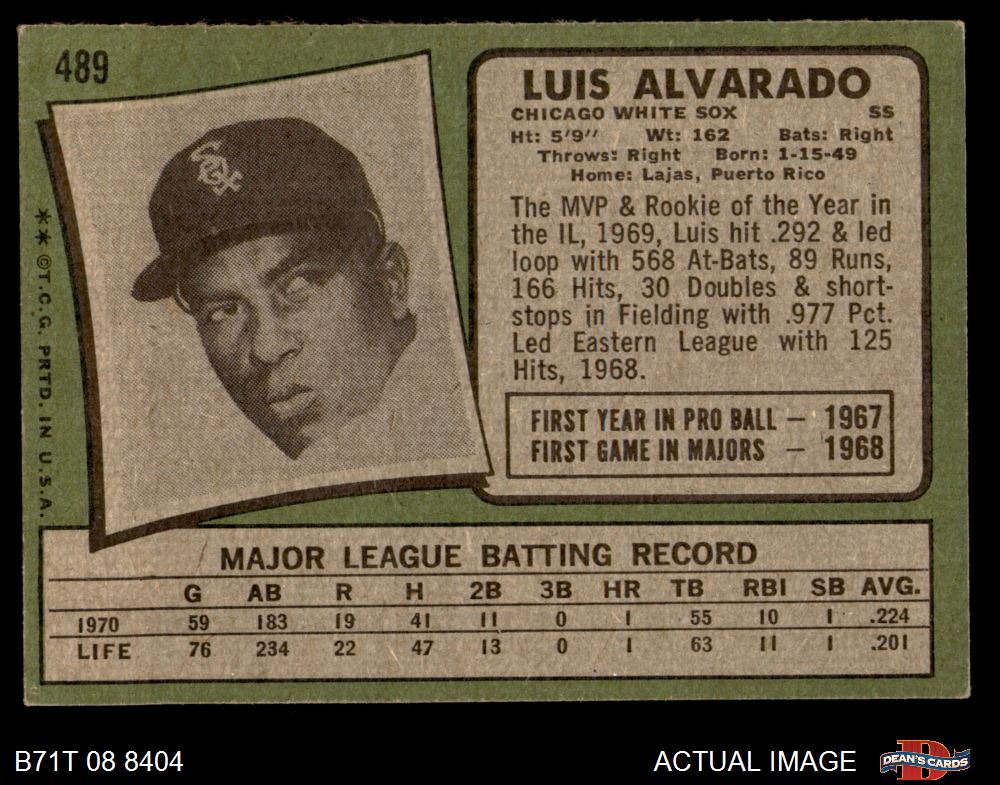 489
LUIS ALVARADO
CHICAGO WHITE SOX SS
Ht: 5'9" Wt: 162 Bats: Right
Throws: Right Born: 1-15-49
Home: Lajas, Puerto Rico
The MVP & Rookie of the Year in
the IL, 1969, Luis hit .292 & led
loop with 568 At-Bats, 89 Runs,
166 Hits, 30 Doubles & short-
stops in Fielding with .977 Pct.
Led Eastern League with 125
Hits, 1968.
FIRST YEAR IN PRO BALL — 1967
FIRST GAME IN MAJORS — 1968
SOX
**©T.C.G. PRTD. IN U.S.A.
MAJOR LEAGUE BATTING RECORD
G AB R H 2B 3B HR TB RBI SB AVG.
1970 59 183 19 41 11 0 1 55 10 1 .224
LIFE 76 234 22 47 13 0 1 63 11 1 .201
B71T 08 8404
ACTUAL IMAGE
D
DEAN'S CARDS